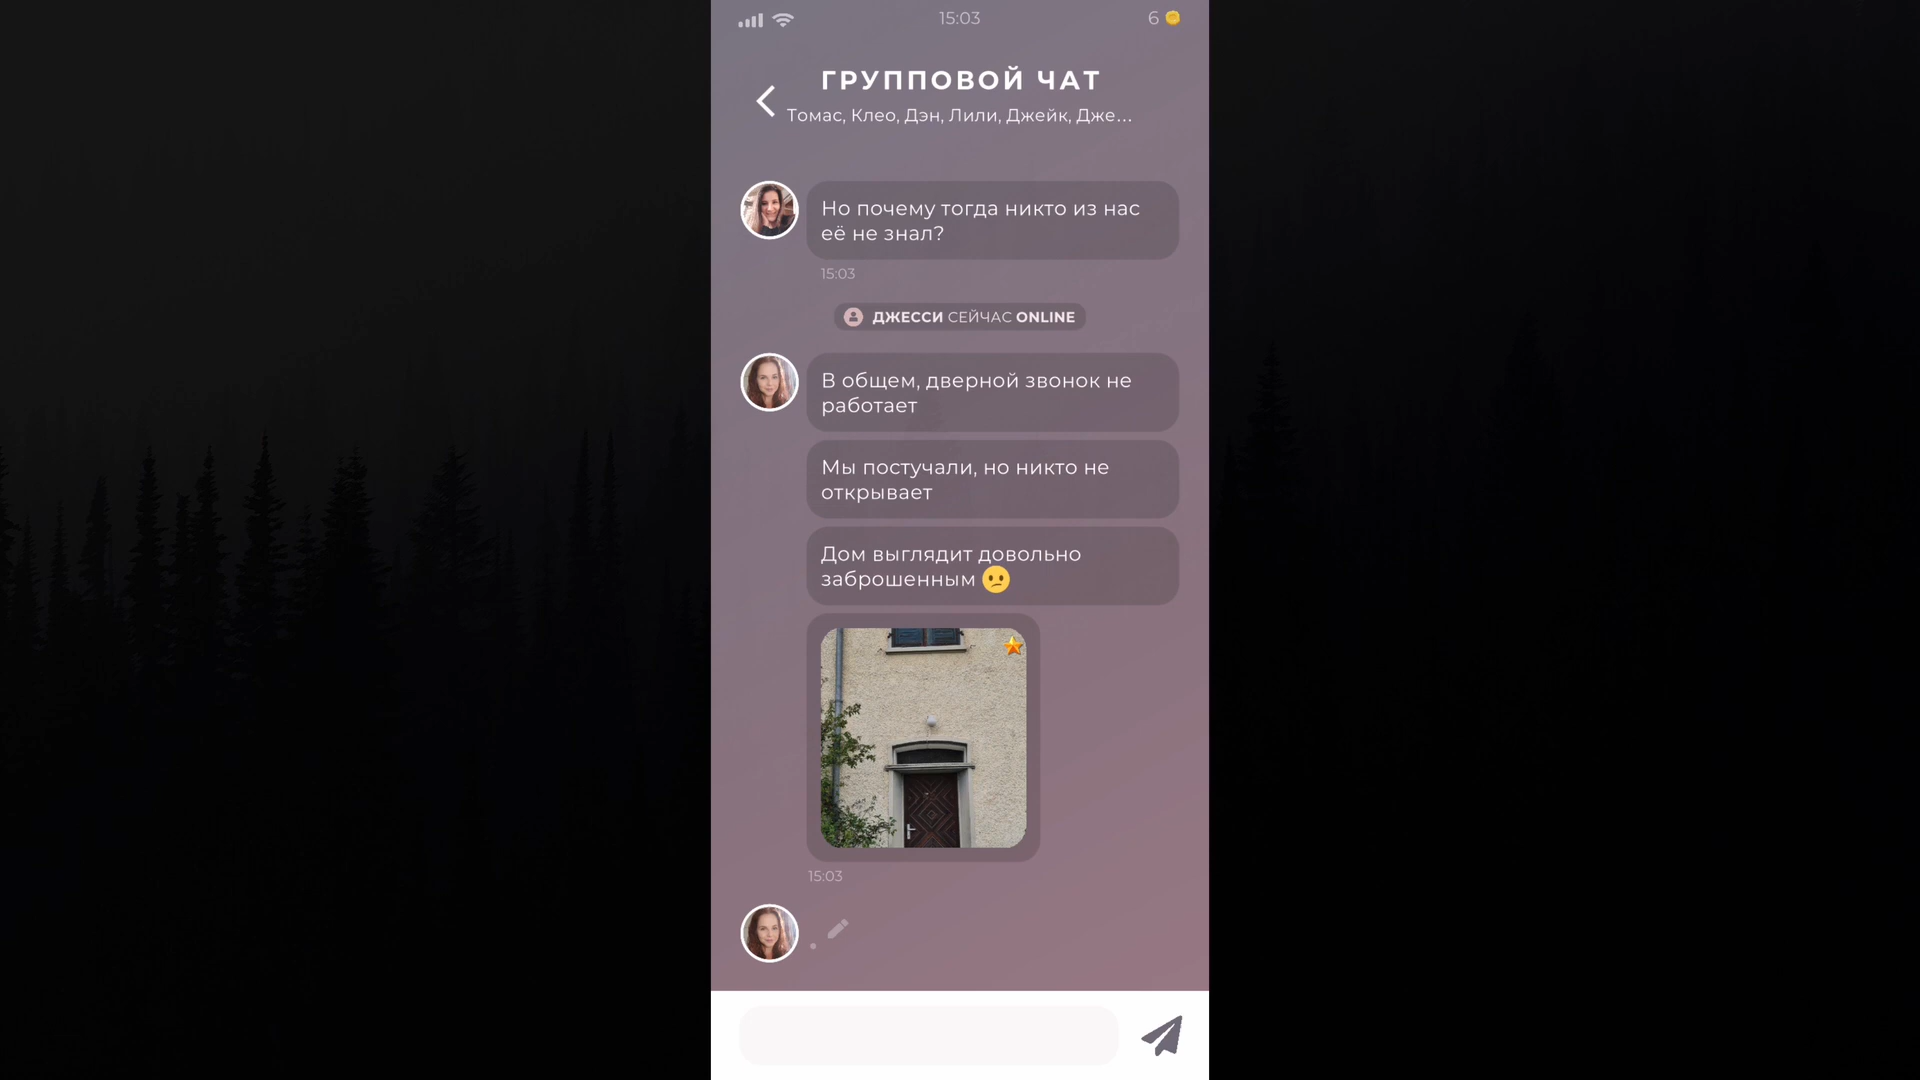 15:03
6
ГРУППОВОЙ ЧАТ
Томас, Клео, Дэн, Лили, Джейк, Дже...
Но почему тогда никто из нас
её не знал?
15:03
ДЖЕССИ СЕЙЧАС ONLINE
В общем, дверной звонок не
работает
Мы постучали, но никто не
открывает
Дом выглядит довольно
заброшенным 😕
15:03